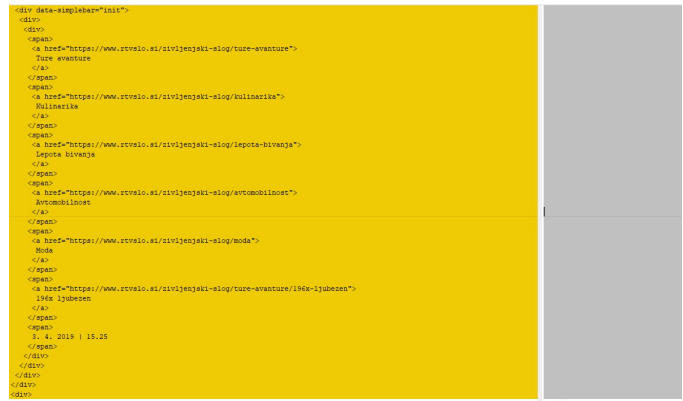 <div data-simplebar="init">
<div>
<div>
<span>
<a href="https://www.rtvslo.si/zivljenjski-slog/ture-avanture">
Ture avanture
</a>
</span>
<span>
<a href="https://www.rtvslo.si/zivljenjski-slog/kulinarika">
Kulinarika
</a>
</span>
<span>
<a href="https://www.rtvslo.si/zivljenjski-slog/lepota-bivanja">
Lepota bivanja
</a>
</span>
<span>
<a href="https://www.rtvslo.si/zivljenjski-slog/avtomobilnost">
Avtomobilnost
</a>
</span>
<span>
<a href="https://www.rtvslo.si/zivljenjski-slog/moda">
Moda
</a>
</span>
<span>
<a href="https://www.rtvslo.si/zivljenjski-slog/ture-avanture/196x-ljubezen">
196x ljubezen
</a>
</span>
<span>
3. 4. 2019 | 15.25
</span>
</div>
</div>
</div>
</div>
<div>